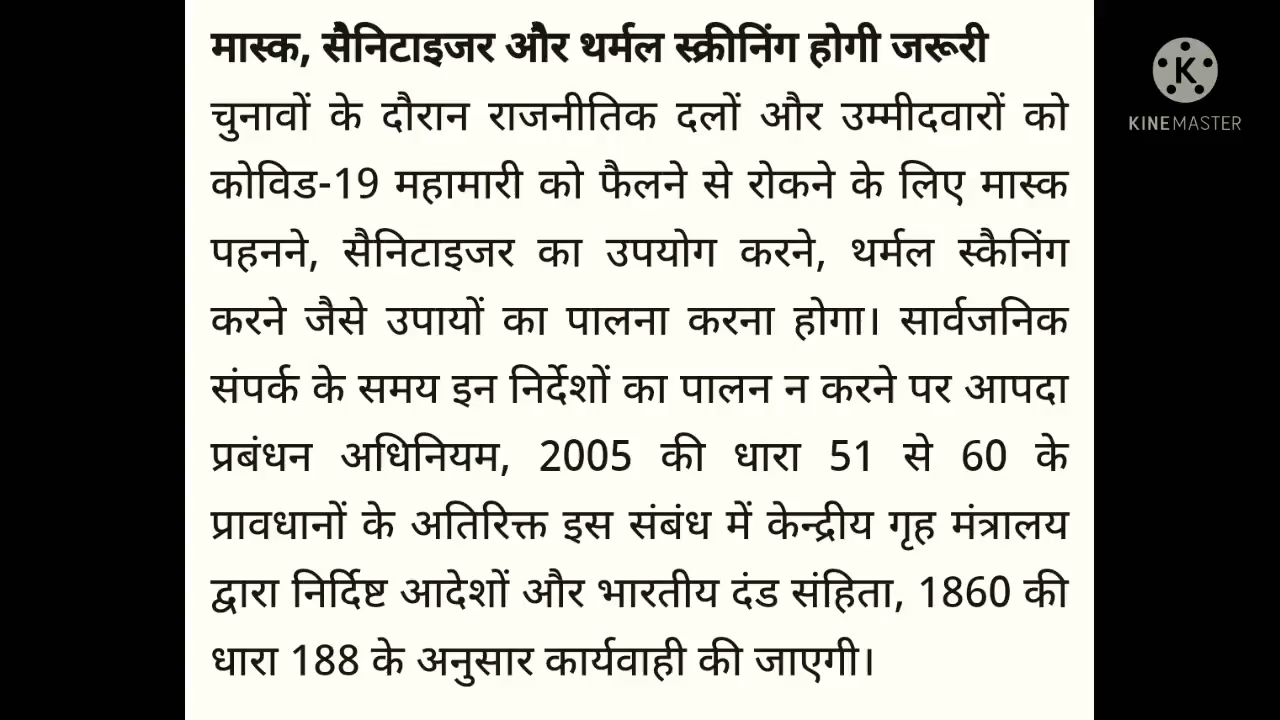 मास्क, सैनिटाइजर और थर्मल स्क्रीनिंग होगी जरूरी
चुनावों के दौरान राजनीतिक दलों और उम्मीदवारों को
कोविड-19 महामारी को फैलने से रोकने के लिए मास्क
पहनने, सैनिटाइजर का उपयोग करने, थर्मल स्कैनिंग
करने जैसे उपायों का पालना करना होगा। सार्वजनिक
संपर्क के समय इन निर्देशों का पालन न करने पर आपदा
प्रबंधन अधिनियम, 2005 की धारा 51 से 60 के
प्रावधानों के अतिरिक्त इस संबंध में केन्द्रीय गृह मंत्रालय
द्वारा निर्दिष्ट आदेशों और भारतीय दंड संहिता, 1860 की
धारा 188 के अनुसार कार्यवाही की जाएगी।
K
KINEMASTER